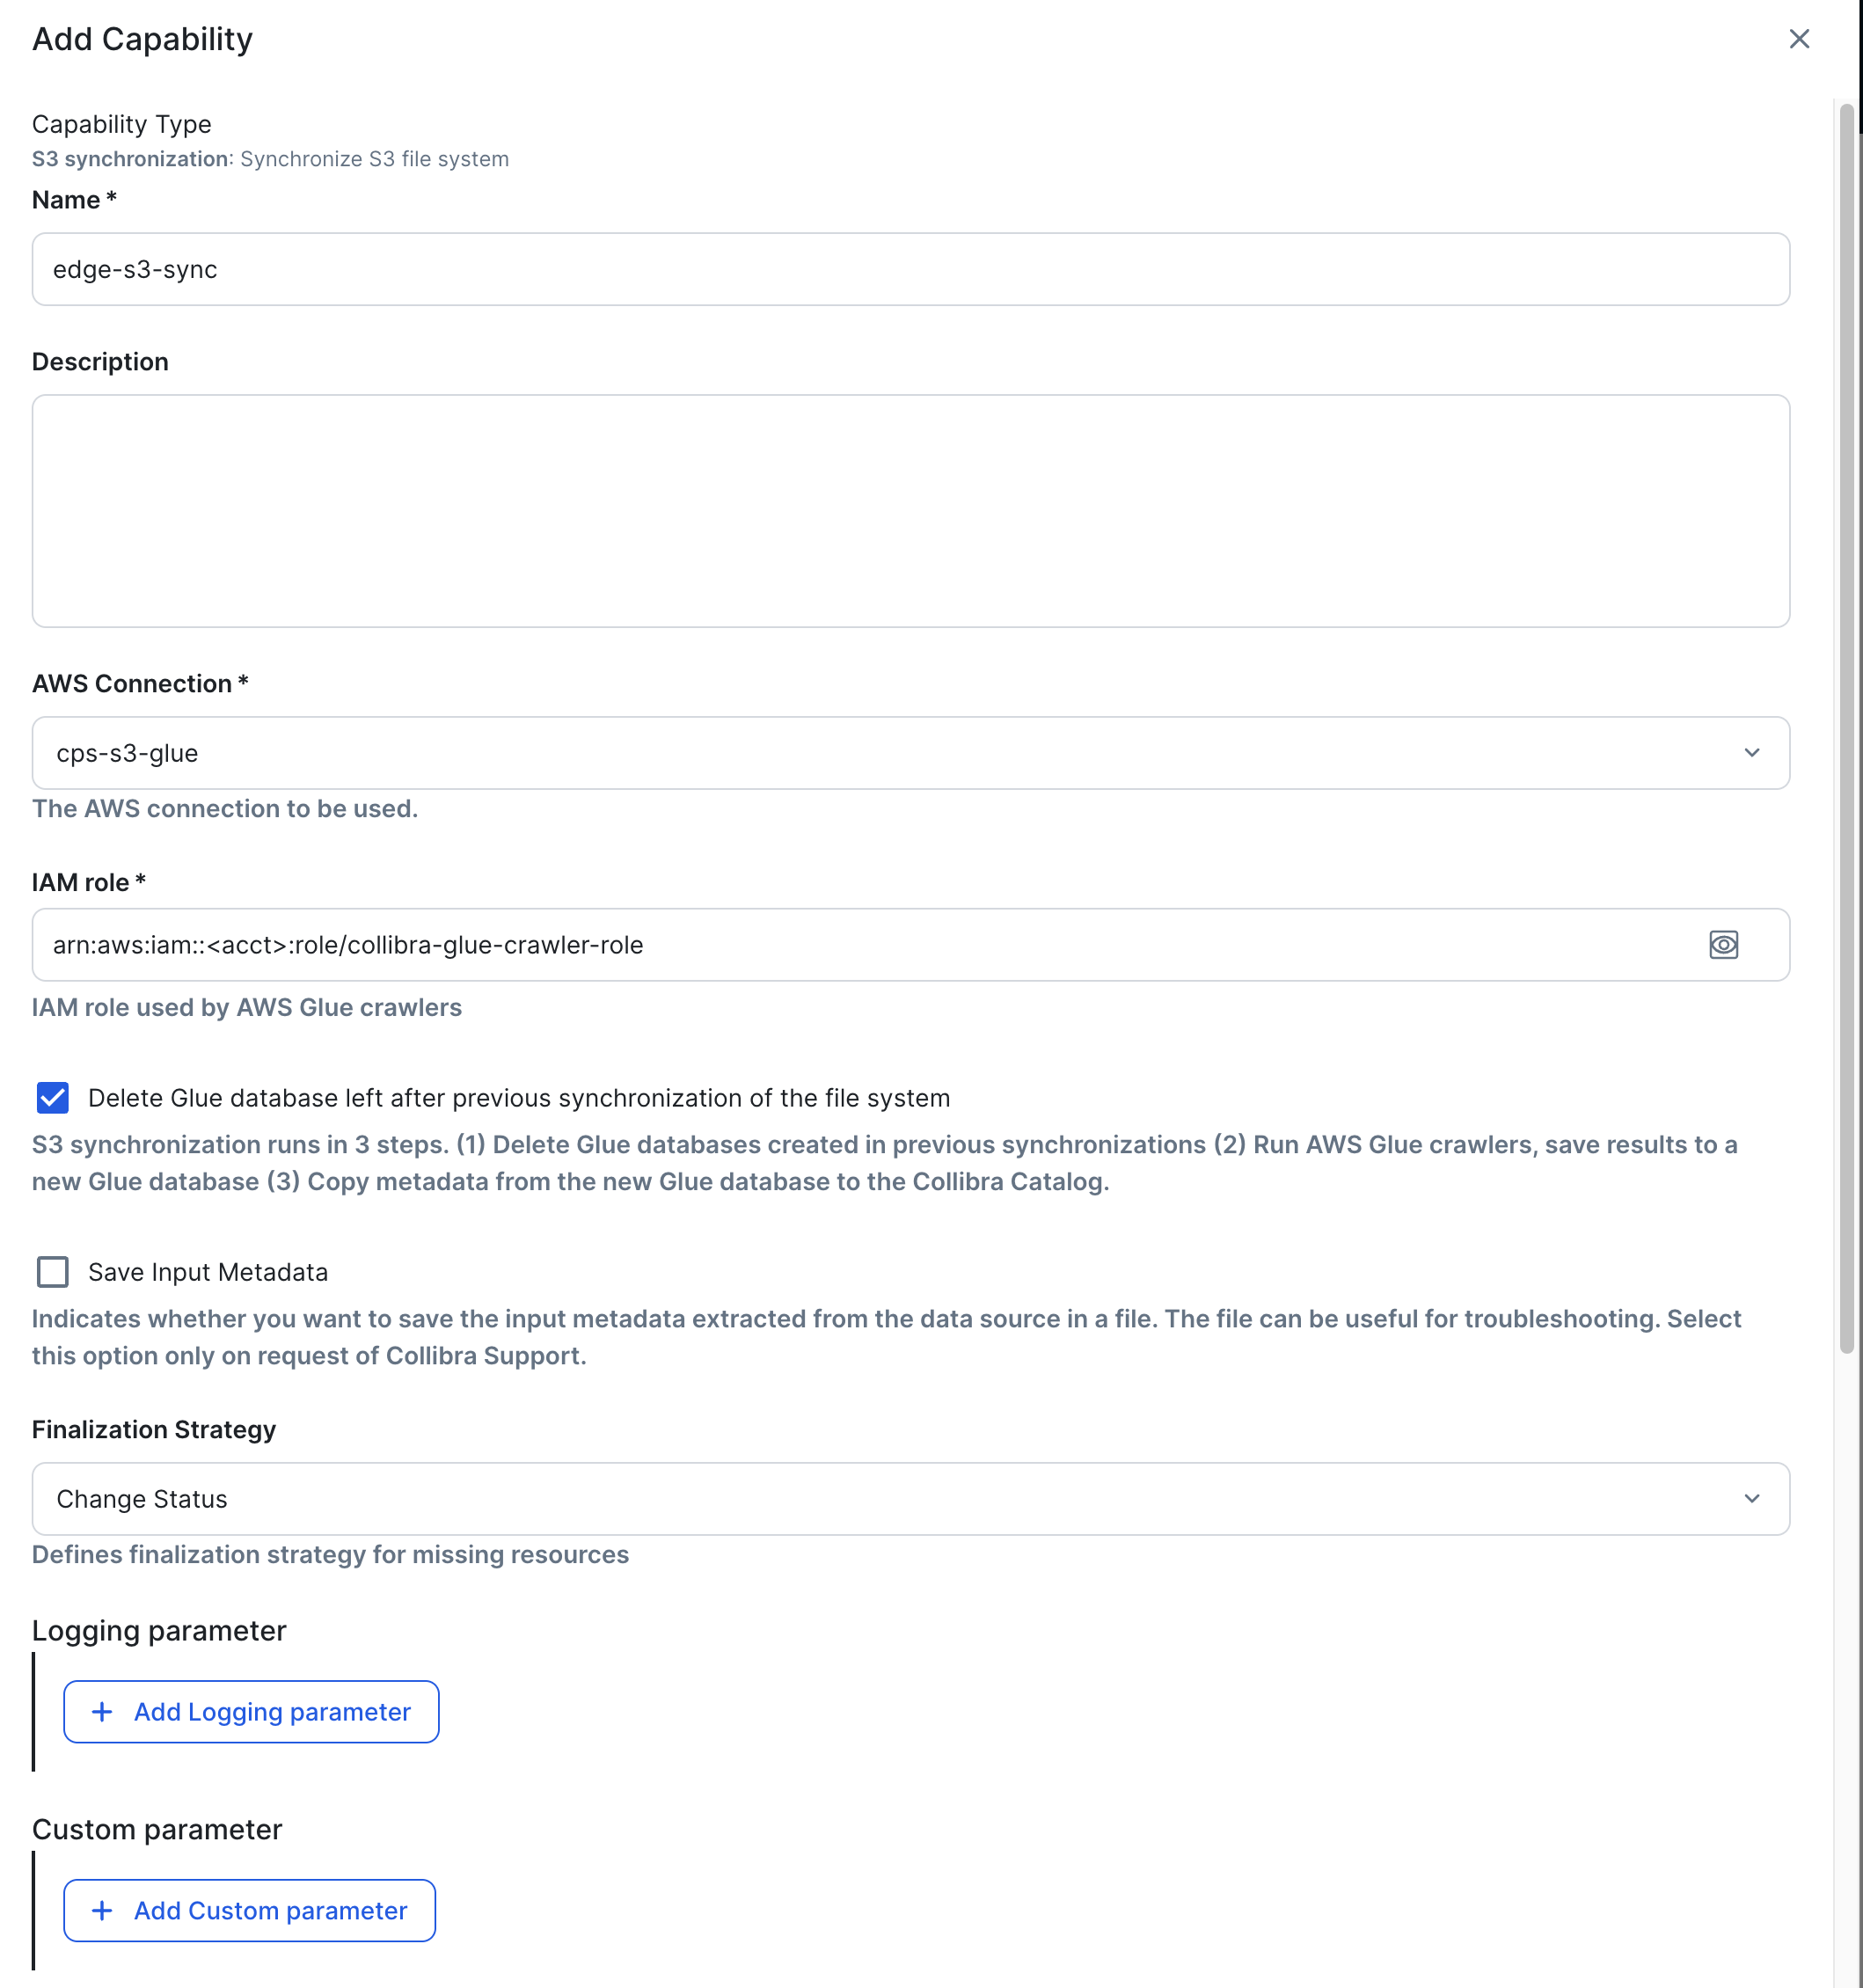 Add Capability
Capability Type
S3 synchronization: Synchronize S3 file system
Name *
edge-s3-sync
Description
AWS Connection *
cps-s3-glue
The AWS connection to be used.
IAM role *
arn:aws:iam::<acct>:role/collibra-glue-crawler-role
IAM role used by AWS Glue crawlers
Delete Glue database left after previous synchronization of the file system
S3 synchronization runs in 3 steps. (1) Delete Glue databases created in previous synchronizations (2) Run AWS Glue crawlers, save results to a
new Glue database (3) Copy metadata from the new Glue database to the Collibra Catalog.
Save Input Metadata
Indicates whether you want to save the input metadata extracted from the data source in a file. The file can be useful for troubleshooting. Select
this option only on request of Collibra Support.
Finalization Strategy
Change Status
Defines finalization strategy for missing resources
Logging parameter
+ Add Logging parameter
Custom parameter
+ Add Custom parameter